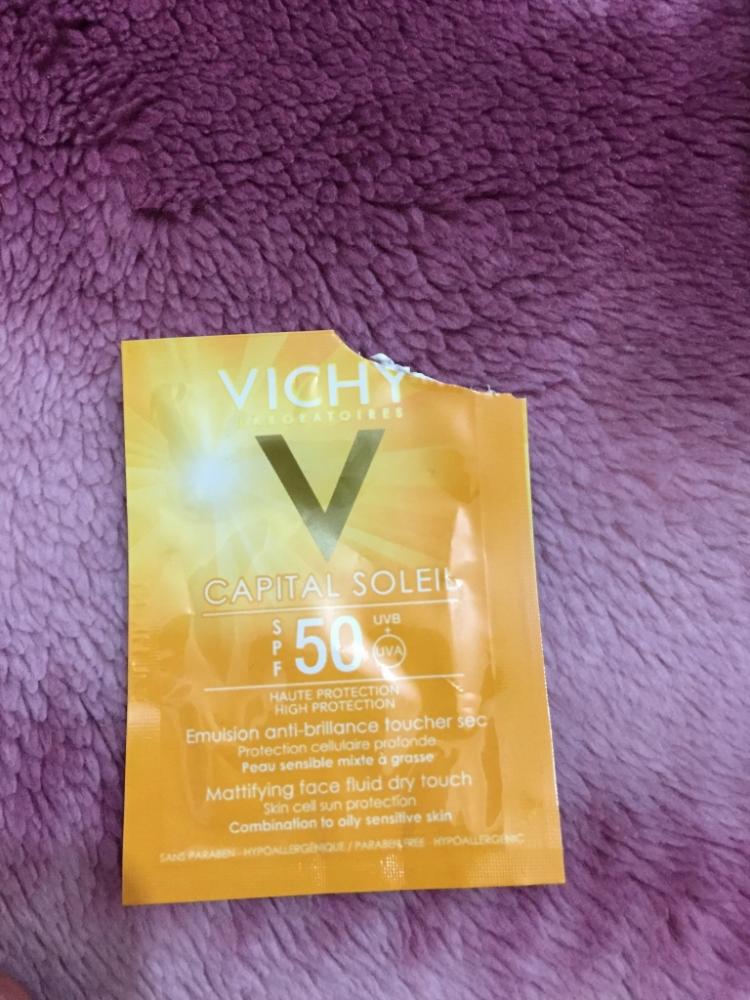 VICHY
LABORATOIRES
V
CAPITAL SOLEIL
SPF 50 UVB + UVA
HAUTE PROTECTION
HIGH PROTECTION
Emulsion anti-brillance toucher sec
Protection cellulaire profonde
Peau sensible mixte à grasse
Mattifying face fluid dry touch
Skin cell sun protection
Combination to oily sensitive skin
SANS PARABEN - HYPOALLERGÉNIQUE / PARABEN FREE - HYPOALLERGENIC